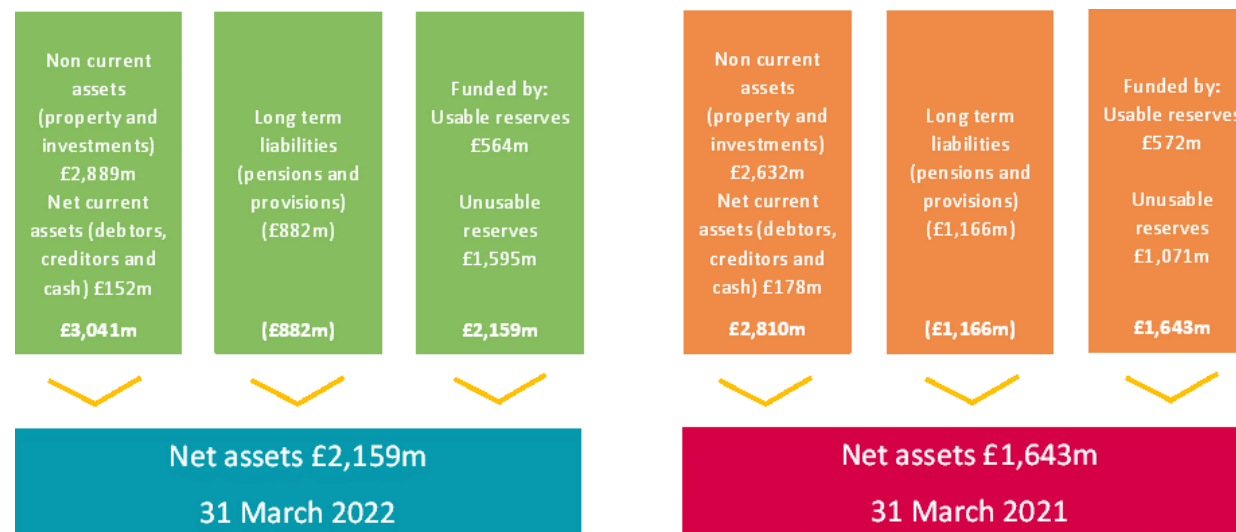 Non current
assets
(property and
investments)
£2,889m
Net current
assets (debtors,
creditors and
cash) £152m
£3,041m
Long term
liabilities
(pensions and
provisions)
(£882m)
(£882m)
Funded by:
Usable reserves
£564m
Unusable
reserves
£1,595m
£2,159m
Net assets £2,159m
31 March 2022
Non current
assets
(property and
investments)
£2,632m
Net current
assets (debtors,
creditors and
cash) £178m
£2,810m
Long term
liabilities
(pensions and
provisions)
(£1,166m)
(£1,166m)
Funded by:
Usable reserves
£572m
Unusable
reserves
£1,071m
£1,643m
Net assets £1,643m
31 March 2021